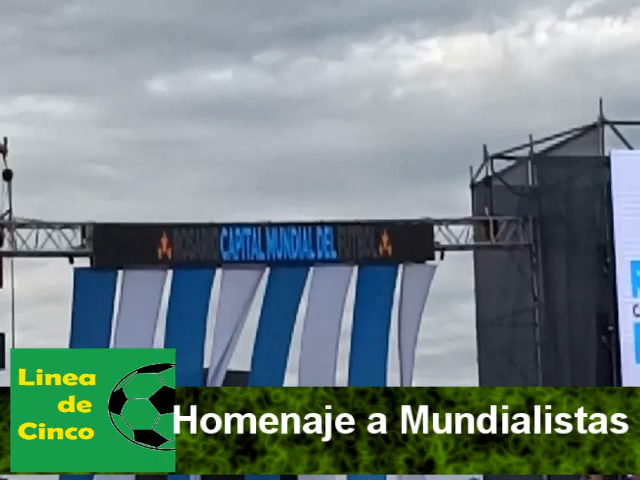 ROSARIO CAPITAL MUNDIAL DEL FUTBOL
Linea
de
Cinco
Homenaje a Mundialistas